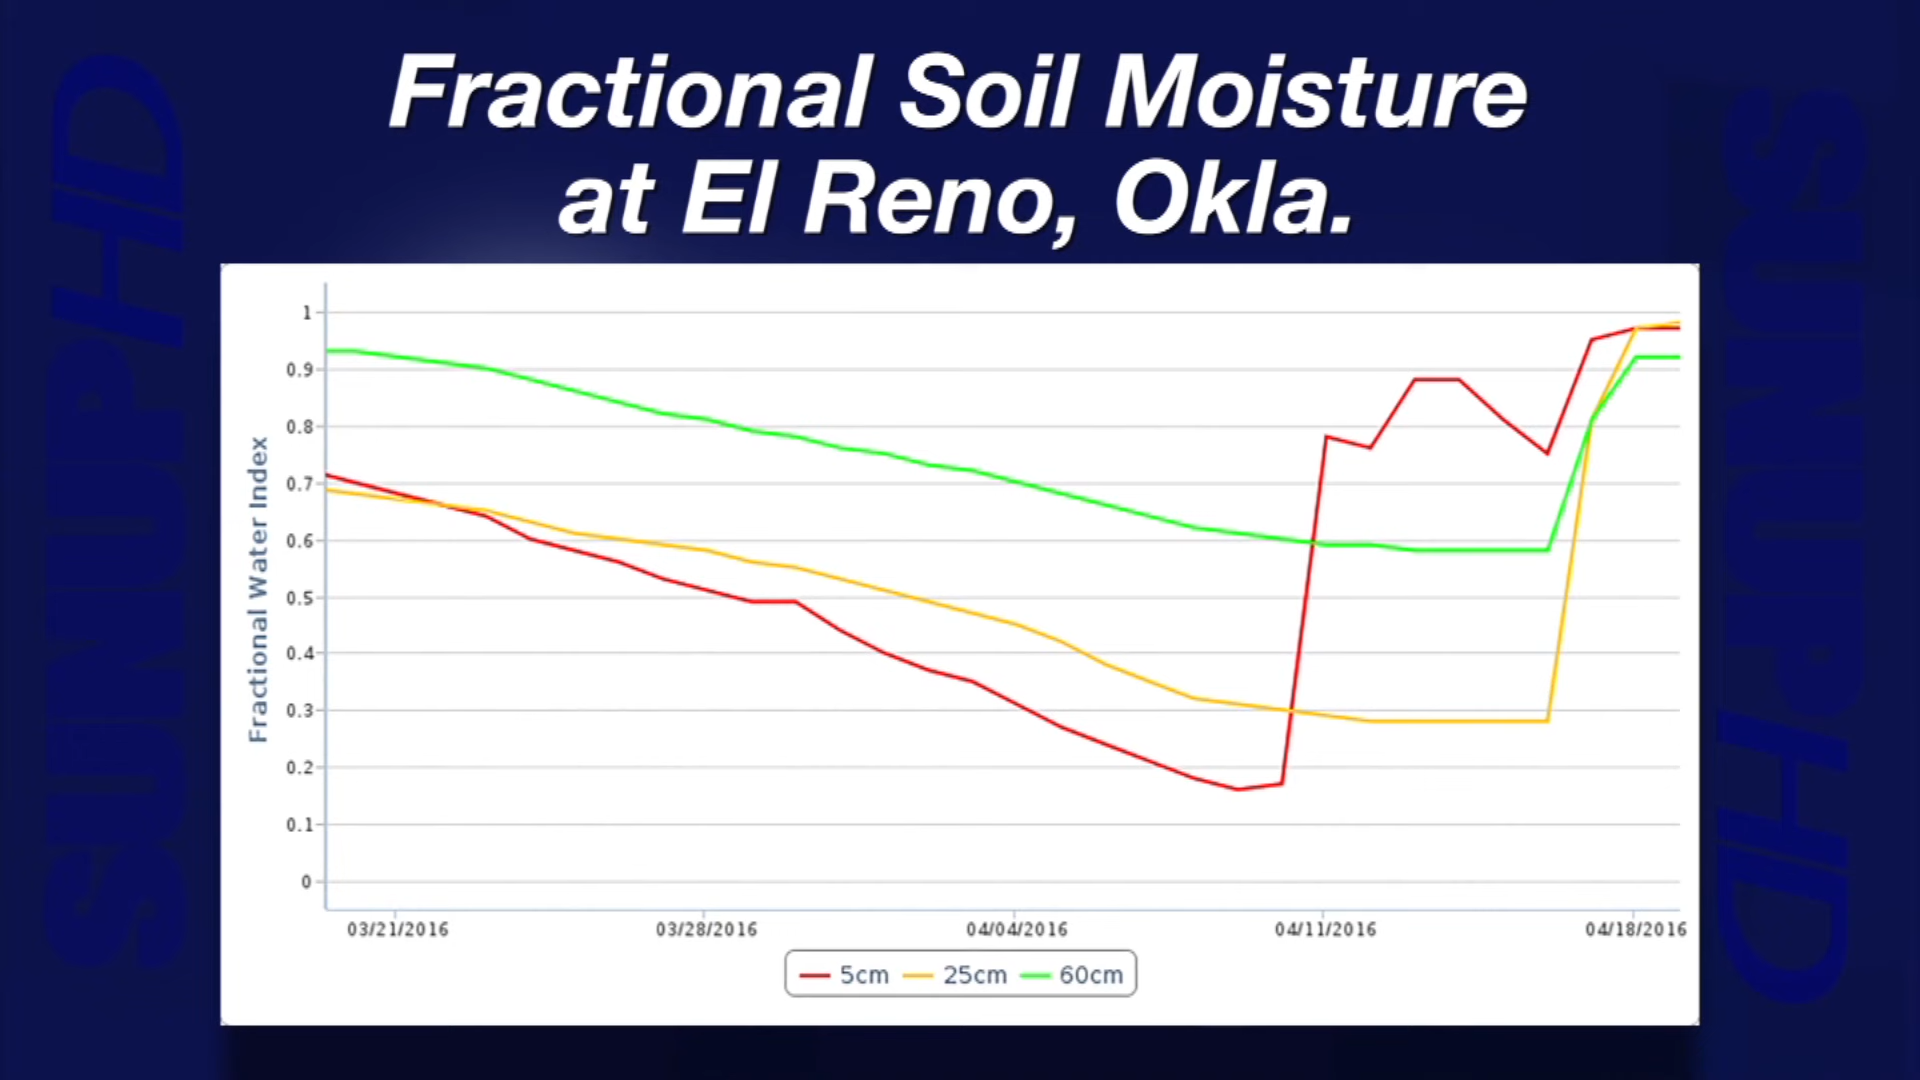 Fractional Soil Moisture
at El Reno, Okla.
SUNUPHD
SUNUPHD
Fractional Water Index
1
0.9
0.8
0.7
0.6
0.5
0.4
0.3
0.2
0.1
0
03/21/2016 03/28/2016 04/04/2016 04/11/2016 04/18/2016
5cm 25cm 60cm